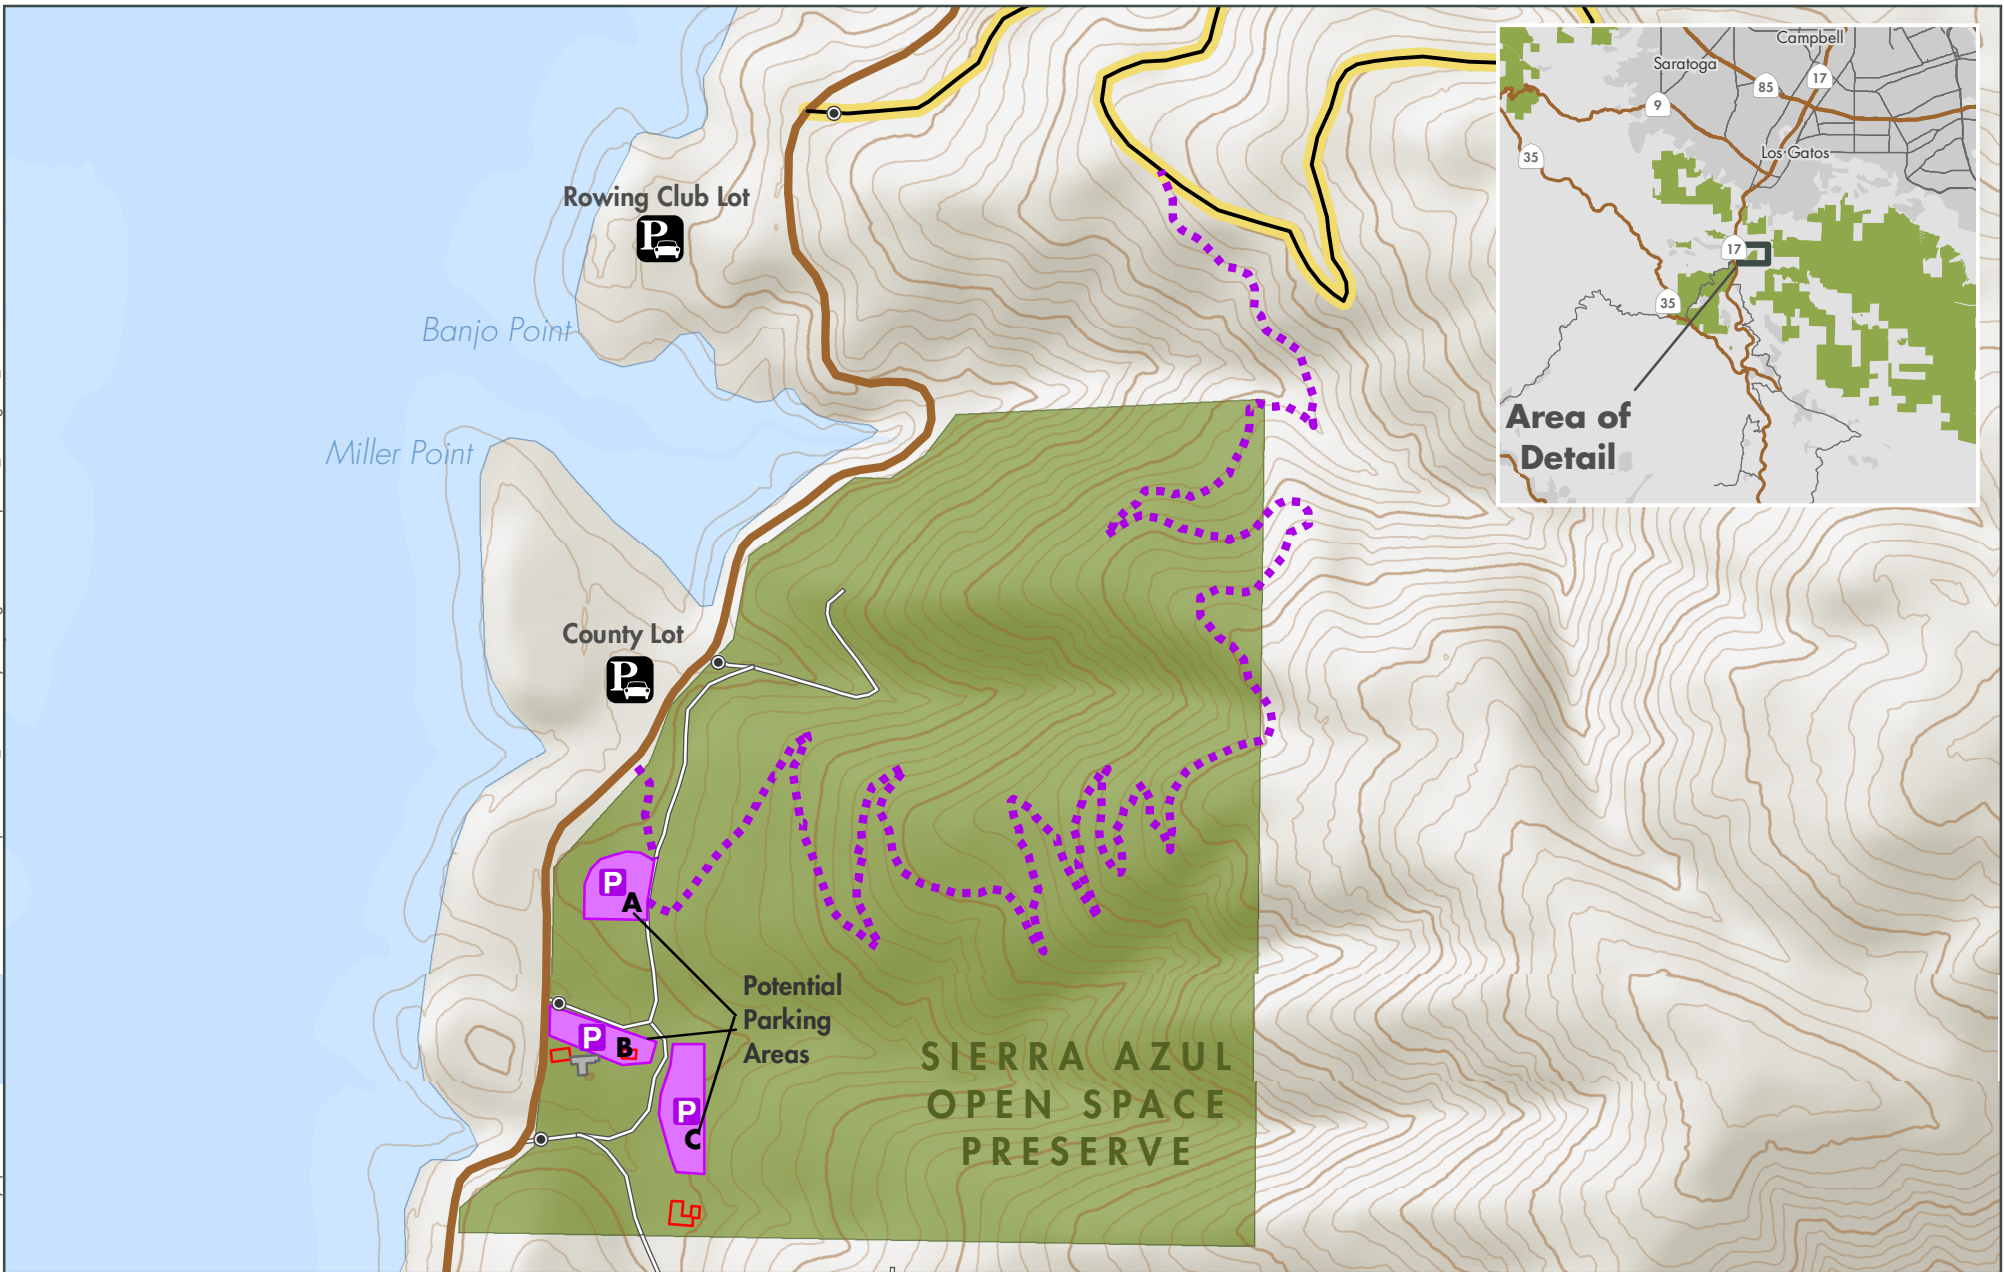 Campbell
Saratoga
85
17
9
35
Los Gatos
17
35
Area of
Detail
Rowing Club Lot
P
Banjo Point
Miller Point
County Lot
P
P
A
Potential
Parking
Areas
P
B
P
C
SIERRA AZUL
OPEN SPACE
PRESERVE